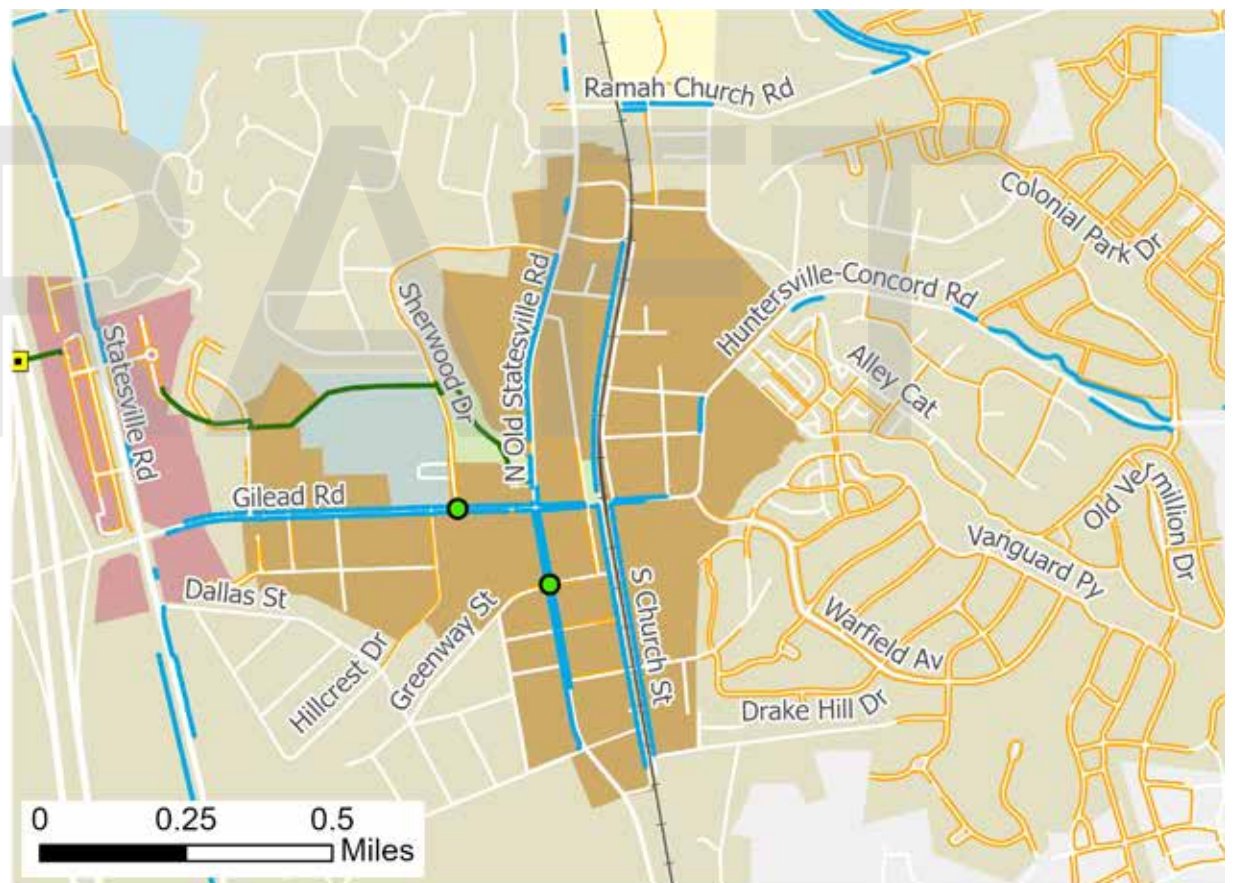 Ramah Church Rd
RAFT
Colonial Park Dr
Huntersville-Concord Rd
N Old Statesville Rd
Sherwood Dr
Statesville Rd
Alley Cat
Gilead Rd
Old Vermillion Dr
Vanguard Py
Dallas St
S Church St
Greenway St
Hillcrest Dr
Warfield Av
Drake Hill Dr
0 0.25 0.5
Miles